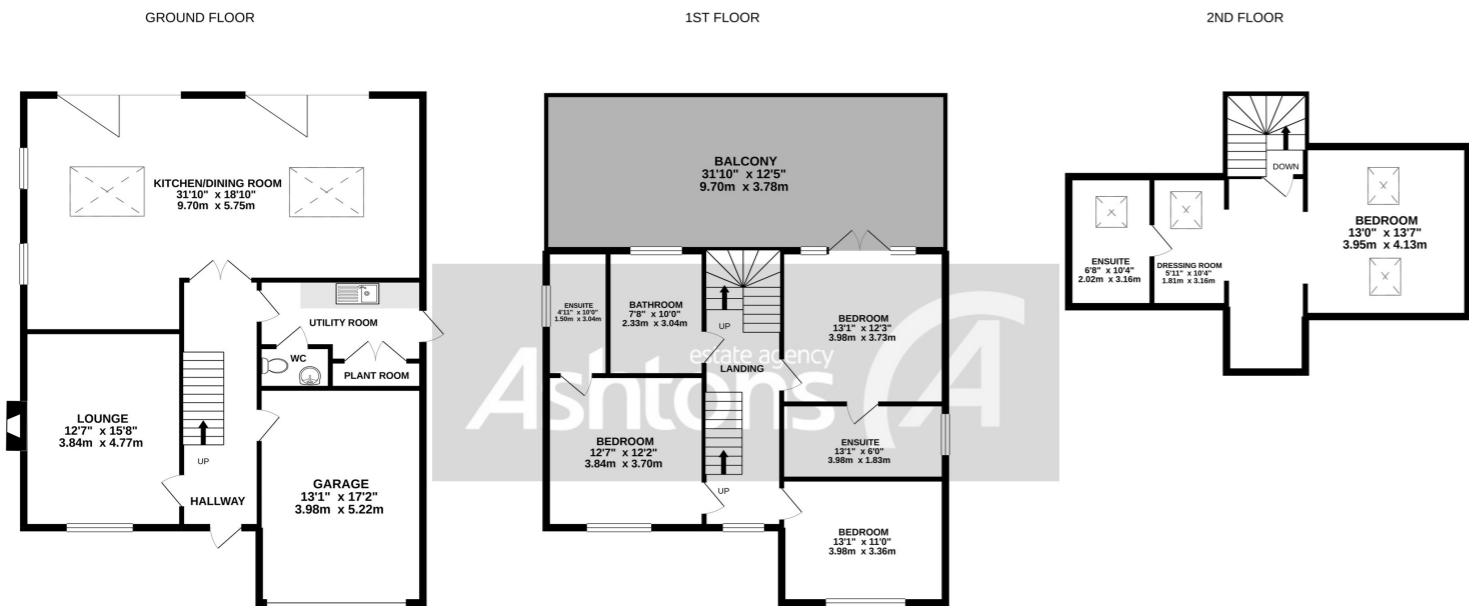 GROUND FLOOR
KITCHEN/DINING ROOM
31'10" x 18'10"
9.70m x 5.75m
UTILITY ROOM
WC
PLANT ROOM
LOUNGE
12'7" x 15'8"
3.84m x 4.77m
UP
HALLWAY
GARAGE
13'1" x 17'2"
3.98m x 5.22m
1ST FLOOR
BALCONY
31'10" x 12'5"
9.70m x 3.78m
ENSUITE
4'11" x 10'0"
1.50m x 3.04m
BATHROOM
7'8" x 10'0"
2.33m x 3.04m
UP
BEDROOM
13'1" x 12'3"
3.98m x 3.73m
estate agency
LANDING
Ashtons
A
BEDROOM
12'7" x 12'2"
3.84m x 3.70m
ENSUITE
13'1" x 6'0"
3.98m x 1.83m
UP
BEDROOM
13'1" x 11'0"
3.98m x 3.36m
2ND FLOOR
DOWN
BEDROOM
13'0" x 13'7"
3.95m x 4.13m
ENSUITE
6'8" x 10'4"
2.02m x 3.16m
DRESSING ROOM
5'11" x 10'4"
1.81m x 3.16m